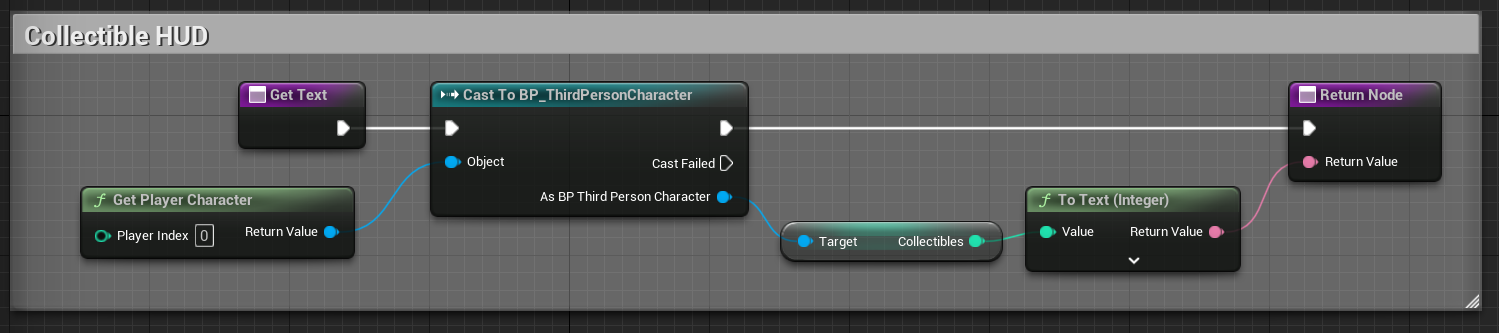 Collectible HUD
Get Text
Cast To BP_ThirdPersonCharacter
Object
Cast Failed
As BP Third Person Character
Get Player Character
Player Index 0
Return Value
Target
Collectibles
To Text (Integer)
Value
Return Value
Return Node
Return Value